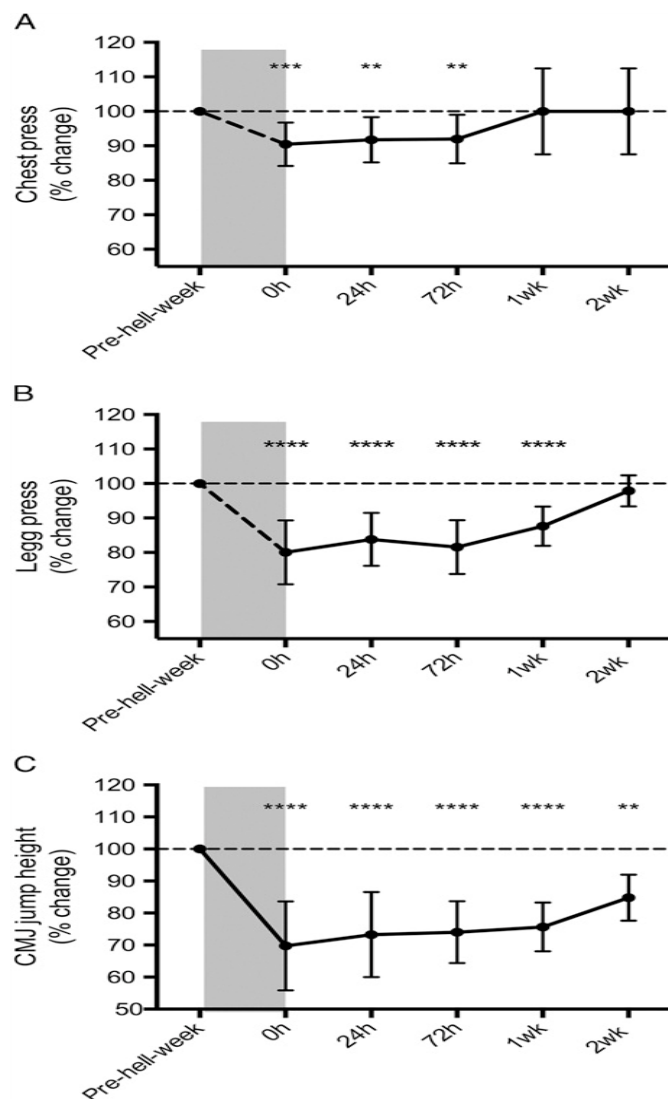 A
Chest press
(% change)
120
110
100
90
80
70
60
*** ** **
Pre-hell-week 0h 24h 72h 1wk 2wk
B
Legg press
(% change)
120
110
100
90
80
70
60
**** **** **** ****
Pre-hell-week 0h 24h 72h 1wk 2wk
C
CMJ jump height
(% change)
120
110
100
90
80
70
60
50
**** **** **** **** **
Pre-hell-week 0h 24h 72h 1wk 2wk